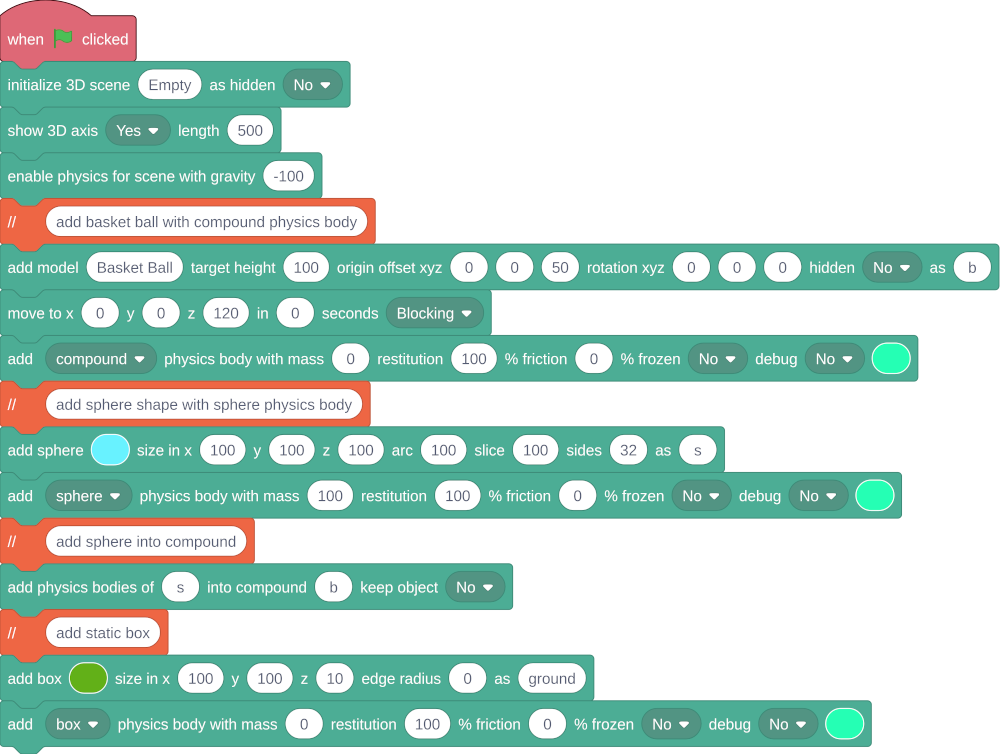 when clicked
initialize 3D scene Empty as hidden No
show 3D axis Yes length 500
enable physics for scene with gravity -100
// add basket ball with compound physics body
add model Basket Ball target height 100 origin offset xyz 0 0 50 rotation xyz 0 0 0 hidden No as b
move to x 0 y 0 z 120 in 0 seconds Blocking
add compound physics body with mass 0 restitution 100 % friction 0 % frozen No debug No
// add sphere shape with sphere physics body
add sphere size in x 100 y 100 z 100 arc 100 slice 100 sides 32 as s
add sphere physics body with mass 100 restitution 100 % friction 0 % frozen No debug No
// add sphere into compound
add physics bodies of s into compound b keep object No
// add static box
add box size in x 100 y 100 z 10 edge radius 0 as ground
add box physics body with mass 0 restitution 100 % friction 0 % frozen No debug No